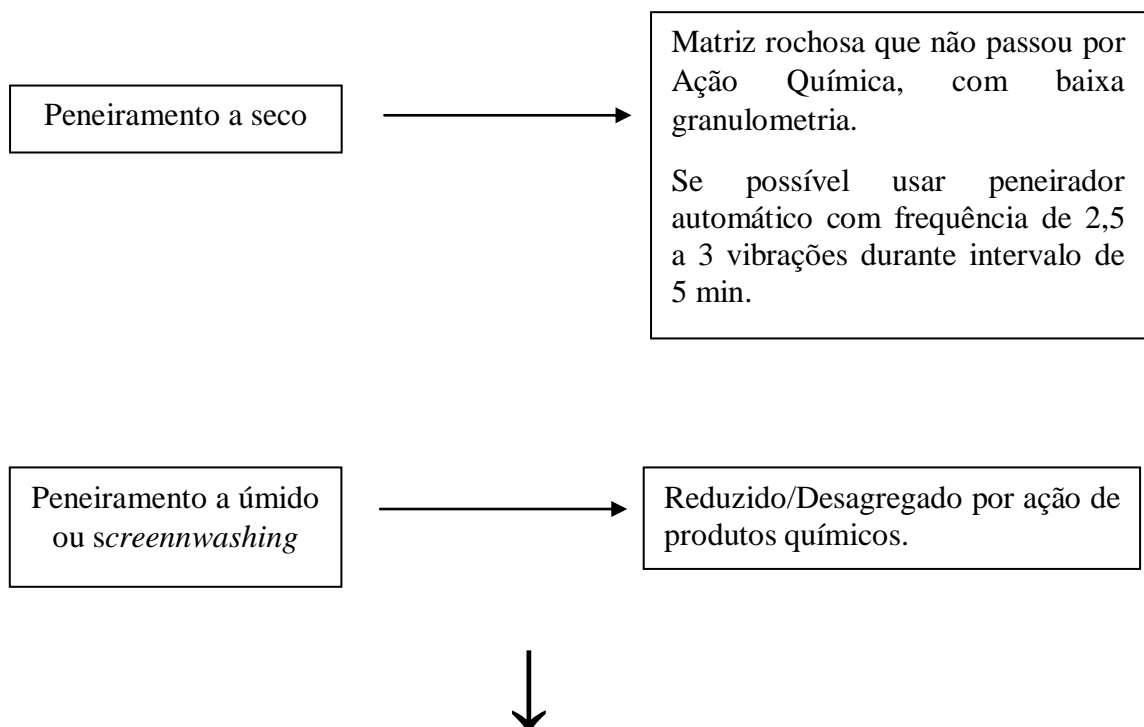 Peneiramento a seco
Matriz rochosa que não passou por
Ação Química, com baixa
granulometria.
Se possível usar peneirador
automático com frequência de 2,5
a 3 vibrações durante intervalo de
5 min.
Peneiramento a úmido
ou screennwashing
Reduzido/Desagregado por ação de
produtos químicos.